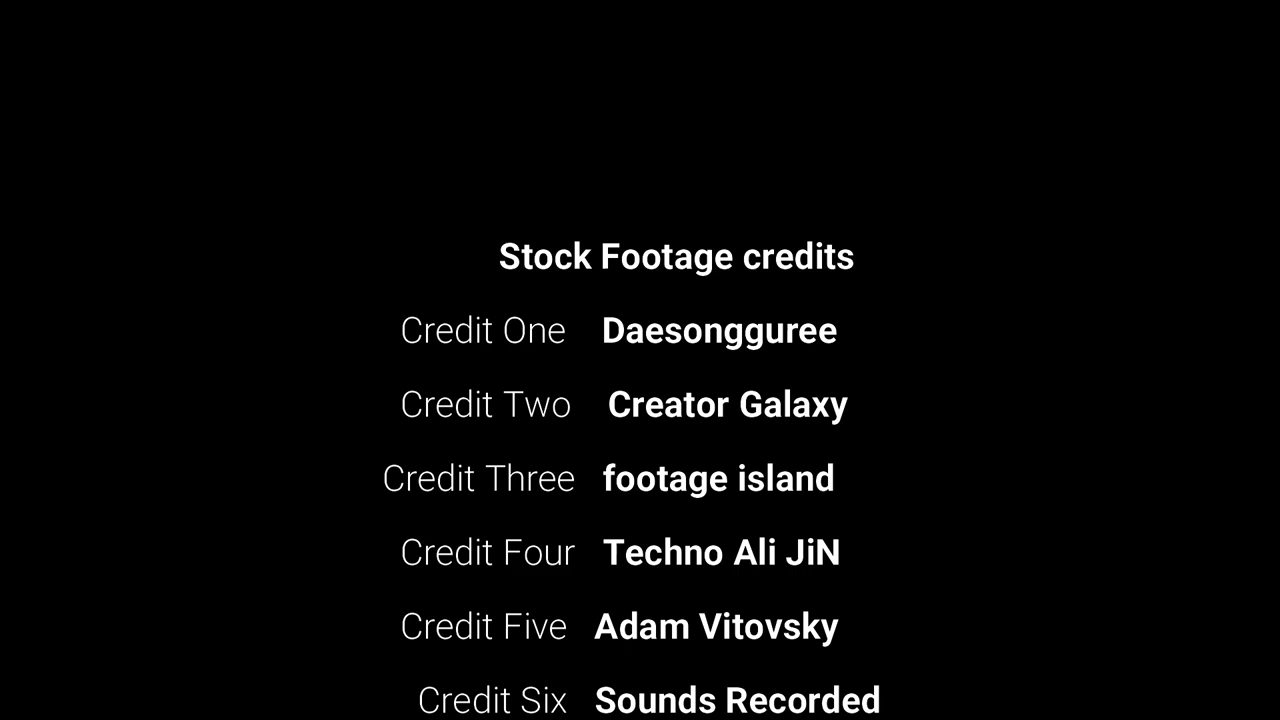 Stock Footage credits
Credit One Daesongguree
Credit Two Creator Galaxy
Credit Three footage island
Credit Four Techno Ali JiN
Credit Five Adam Vitovsky
Credit Six Sounds Recorded